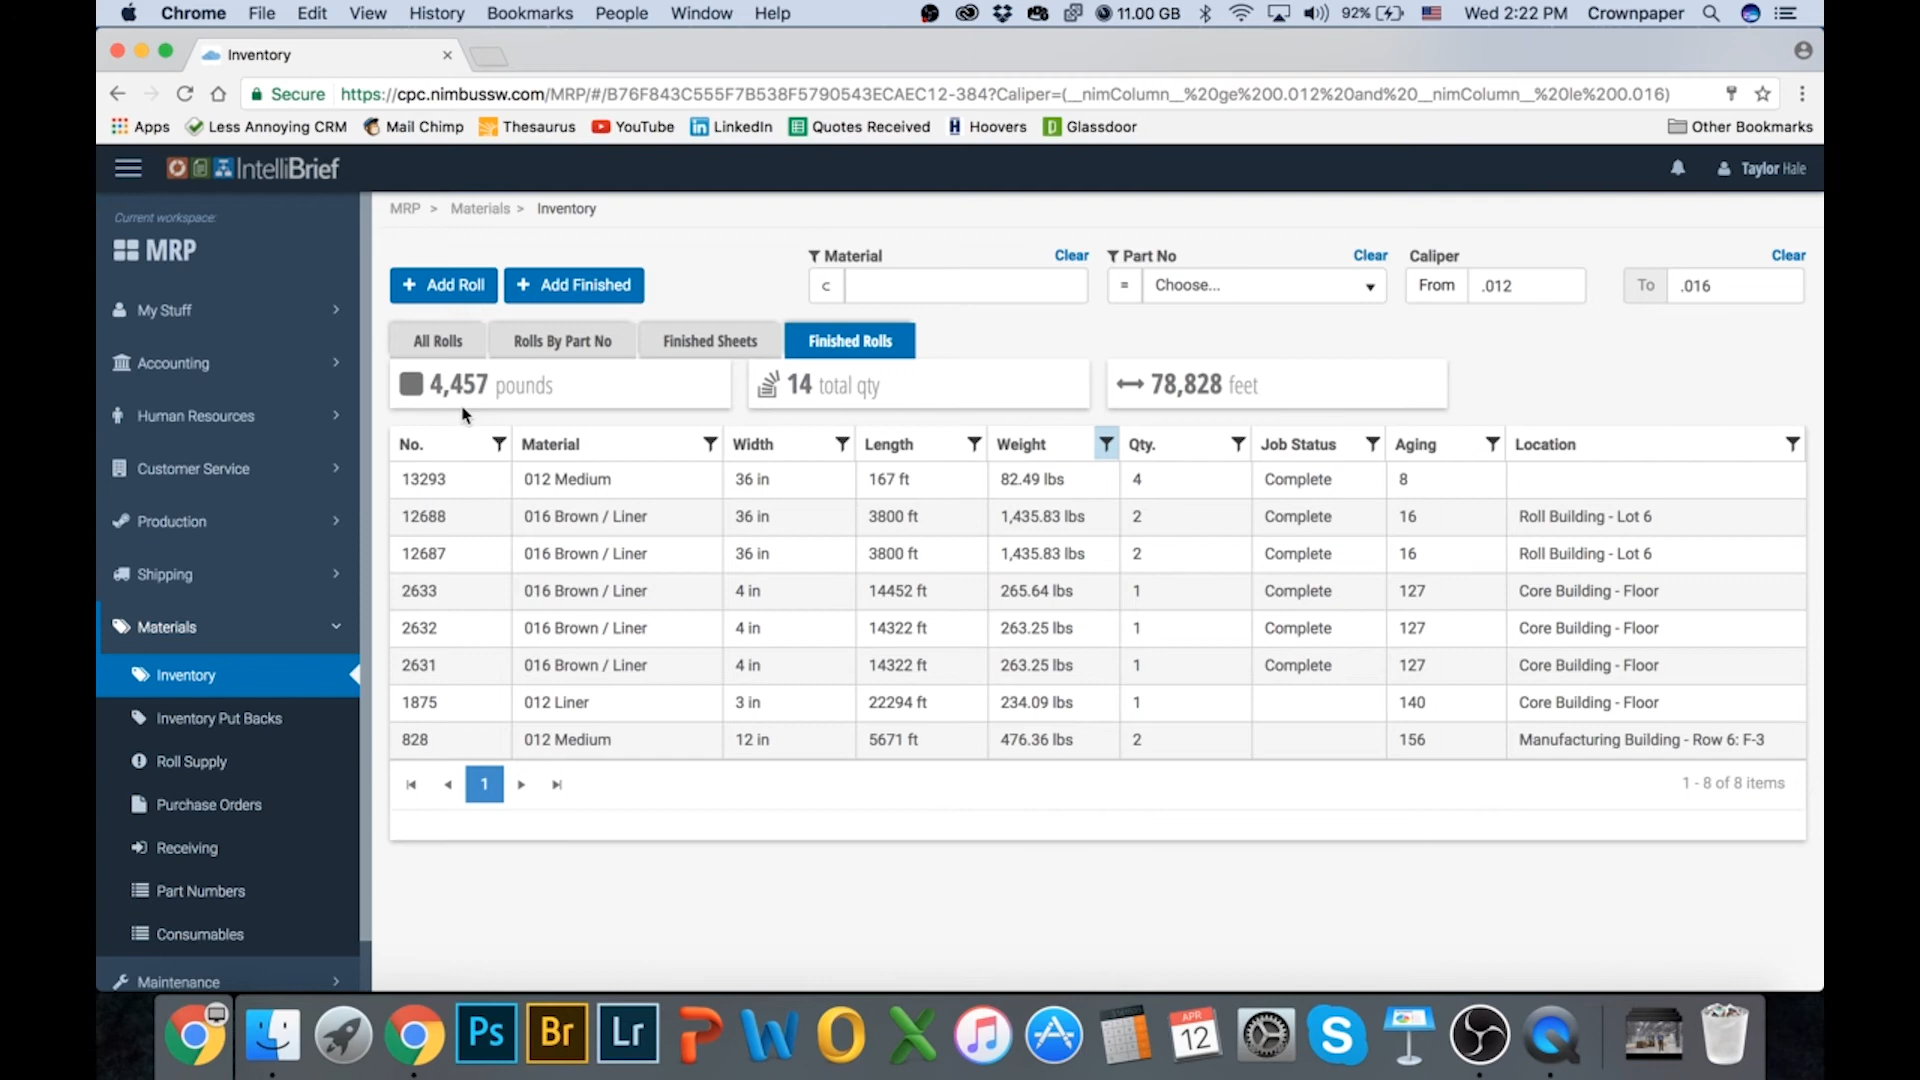 Chrome File Edit View History Bookmarks People Window Help 11.00 GB 92% Wed 2:22 PM Crownpaper
Inventory
Secure https://cpc.nimbussw.com/MRP/#/B76F843C555F7B538F5790543ECAEC12-384?Caliper=(__nimColumn__%20ge%200.012%20and%20__nimColumn__%20le%200.016)
Apps Less Annoying CRM Mail Chimp Thesaurus YouTube LinkedIn Quotes Received Hoovers Glassdoor Other Bookmarks
IntelliBrief Taylor Hale
Current workspace:
MRP
My Stuff
Accounting
Human Resources
Customer Service
Production
Shipping
Materials
Inventory
Inventory Put Backs
Roll Supply
Purchase Orders
Receiving
Part Numbers
Consumables
Maintenance
MRP > Materials > Inventory
Material Clear Part No Clear Caliper Clear
+ Add Roll + Add Finished c = Choose... From .012 To .016
All Rolls Rolls By Part No Finished Sheets Finished Rolls
4,457 pounds 14 total qty 78,828 feet
No. Material Width Length Weight Qty. Job Status Aging Location
13293 012 Medium 36 in 167 ft 82.49 lbs 4 Complete 8
12688 016 Brown / Liner 36 in 3800 ft 1,435.83 lbs 2 Complete 16 Roll Building - Lot 6
12687 016 Brown / Liner 36 in 3800 ft 1,435.83 lbs 2 Complete 16 Roll Building - Lot 6
2633 016 Brown / Liner 4 in 14452 ft 265.64 lbs 1 Complete 127 Core Building - Floor
2632 016 Brown / Liner 4 in 14322 ft 263.25 lbs 1 Complete 127 Core Building - Floor
2631 016 Brown / Liner 4 in 14322 ft 263.25 lbs 1 Complete 127 Core Building - Floor
1875 012 Liner 3 in 22294 ft 234.09 lbs 1 140 Core Building - Floor
828 012 Medium 12 in 5671 ft 476.36 lbs 2 156 Manufacturing Building - Row 6: F-3
1 1 - 8 of 8 items
Ps Br Lr APR 12